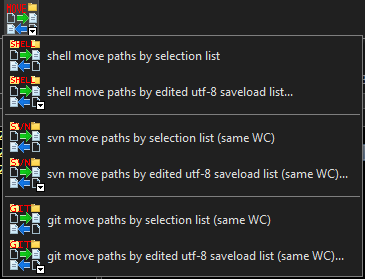 shell move paths by selection list
shell move paths by edited utf-8 saveload list...
svn move paths by selection list (same WC)
svn move paths by edited utf-8 saveload list (same WC)...
git move paths by selection list (same WC)
git move paths by edited utf-8 saveload list (same WC)...